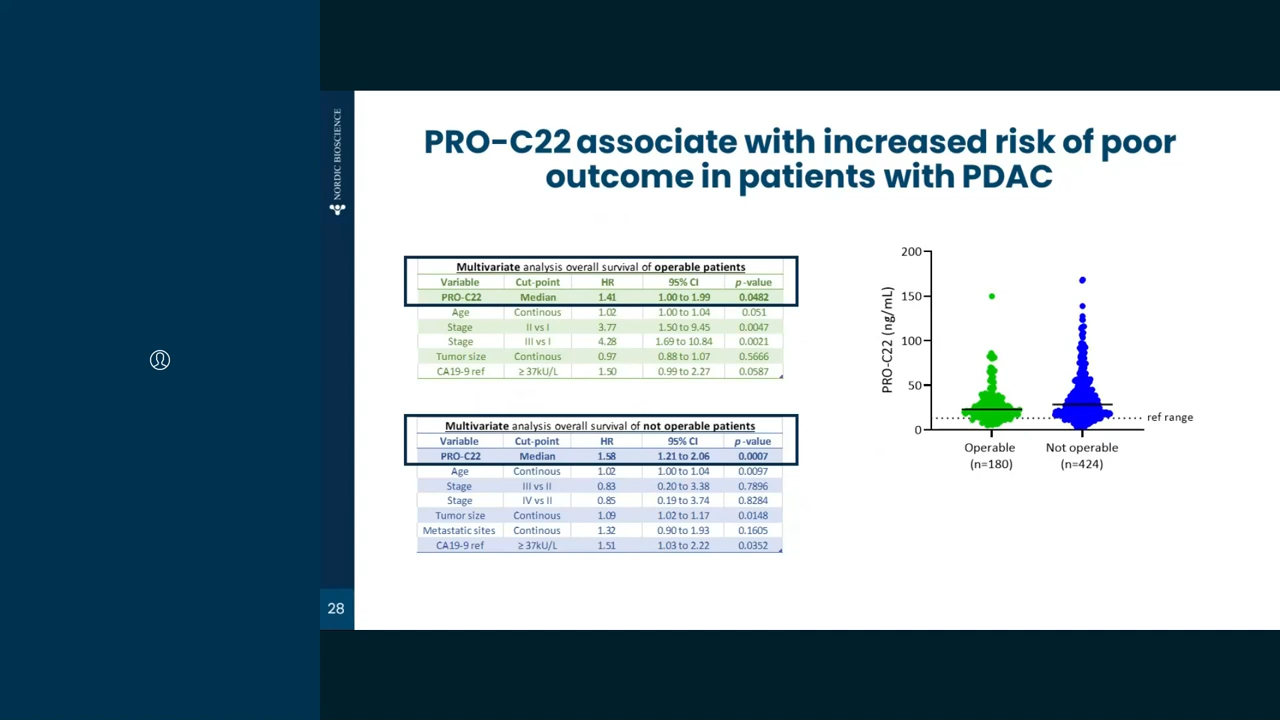 NORDIC BIOSCIENCE
PRO-C22 associate with increased risk of poor
outcome in patients with PDAC
Multivariate analysis overall survival of operable patients
Variable Cut-point HR 95% CI p-value
PRO-C22 Median 1.41 1.00 to 1.99 0.0482
Age Continous 1.02 1.00 to 1.04 0.051
Stage II vs I 3.77 1.50 to 9.45 0.0047
Stage III vs I 4.28 1.69 to 10.84 0.0021
Tumor size Continous 0.97 0.88 to 1.07 0.5666
CA19-9 ref ≥ 37kU/L 1.50 0.99 to 2.27 0.0587
Multivariate analysis overall survival of not operable patients
Variable Cut-point HR 95% CI p-value
PRO-C22 Median 1.58 1.21 to 2.06 0.0007
Age Continous 1.02 1.00 to 1.04 0.0097
Stage III vs II 0.83 0.20 to 3.38 0.7896
Stage IV vs II 0.85 0.19 to 3.74 0.8284
Tumor size Continous 1.09 1.02 to 1.17 0.0148
Metastatic sites Continous 1.32 0.90 to 1.93 0.1605
CA19-9 ref ≥ 37kU/L 1.51 1.03 to 2.22 0.0352
PRO-C22 (ng/mL)
200
150
100
50
0
ref range
Operable Not operable
(n=180) (n=424)
28